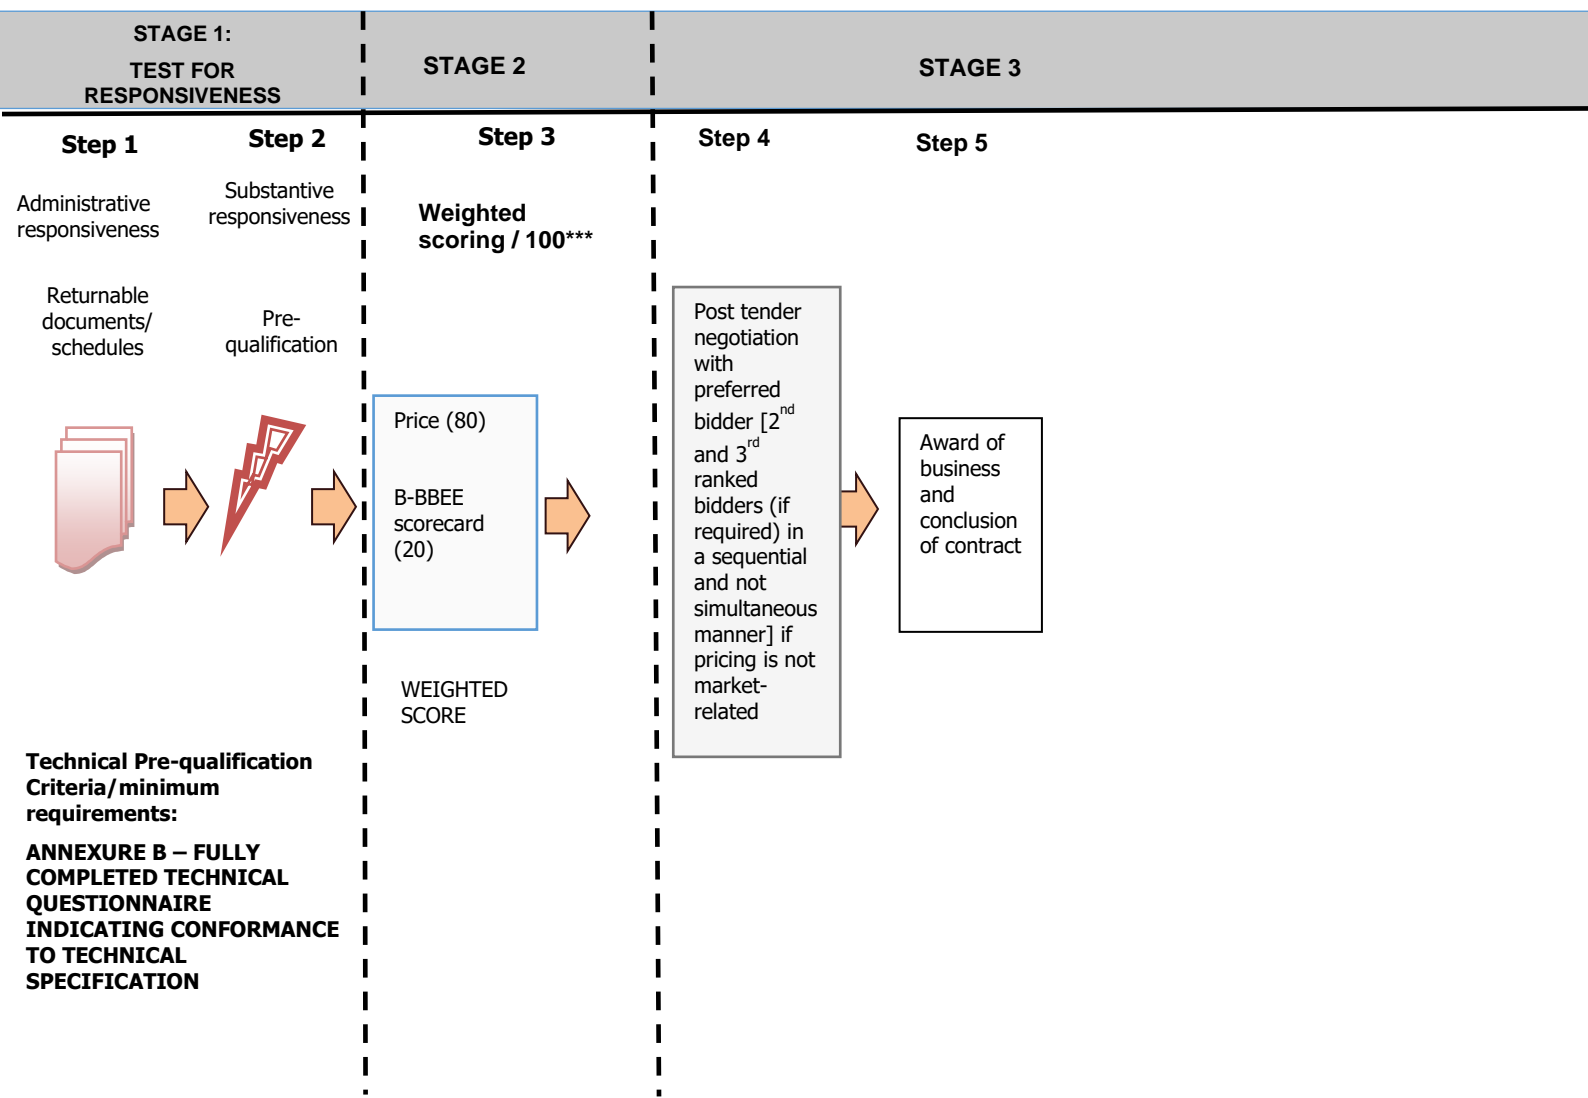 STAGE 1:
TEST FOR
RESPONSIVENESS
STAGE 2
STAGE 3
Step 1
Step 2
Step 3
Step 4
Step 5
Administrative
responsiveness
Substantive
responsiveness
Weighted
scoring / 100***
Returnable
documents/
schedules
Pre-
qualification
Price (80)
B-BBEE
scorecard
(20)
WEIGHTED
SCORE
Post tender
negotiation
with
preferred
bidder [2nd
and 3rd
ranked
bidders (if
required) in
a sequential
and not
simultaneous
manner] if
pricing is not
market-
related
Award of
business
and
conclusion
of contract
Technical Pre-qualification
Criteria/minimum
requirements:
ANNEXURE B – FULLY
COMPLETED TECHNICAL
QUESTIONNAIRE
INDICATING CONFORMANCE
TO TECHNICAL
SPECIFICATION